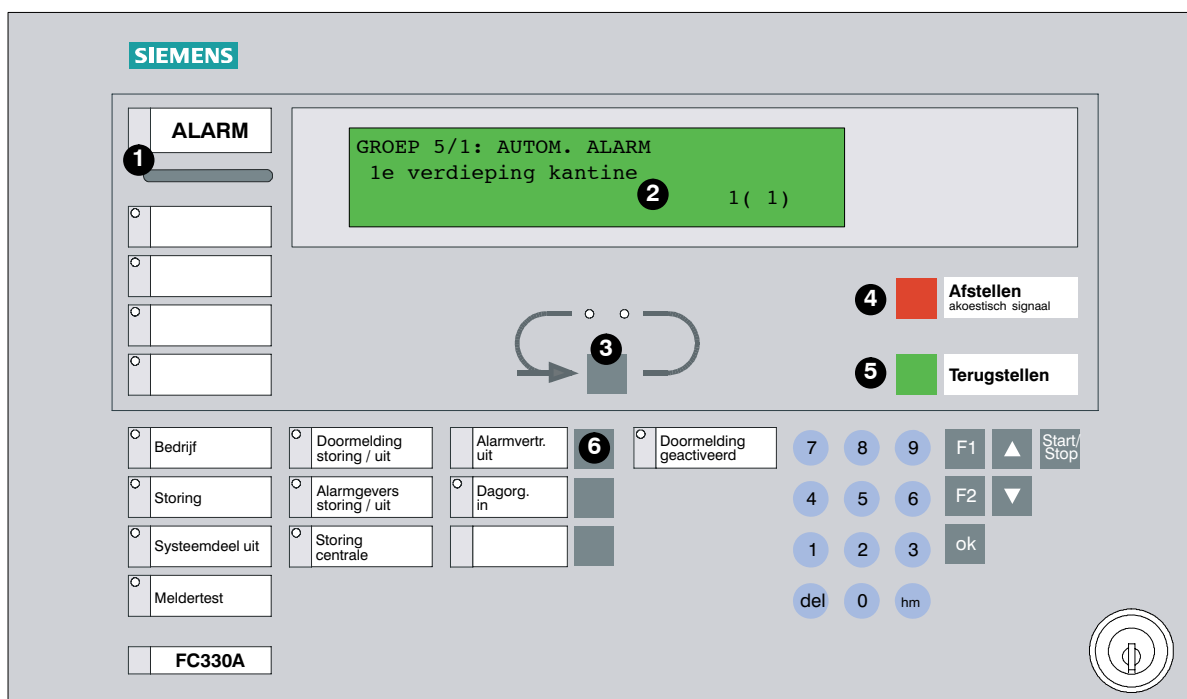 SIEMENS
ALARM
1
GROEP 5/1: AUTOM. ALARM
1e verdieping kantine
2
1( 1)
3
4
Afstellen
akoestisch signaal
5
Terugstellen
Bedrijf
Doormelding
storing / uit
Alarmvertr.
uit
6
Doormelding
geactiveerd
7
8
9
F1
Start/
Stop
Storing
Alarmgevers
storing / uit
Dagorg.
in
4
5
6
F2
Systeemdeel uit
Storing
centrale
1
2
3
ok
Meldertest
del
0
hm
FC330A